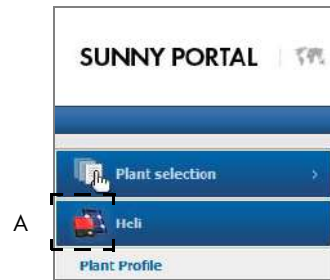 SUNNY PORTAL
Plant selection
A
Heli
Plant Profile